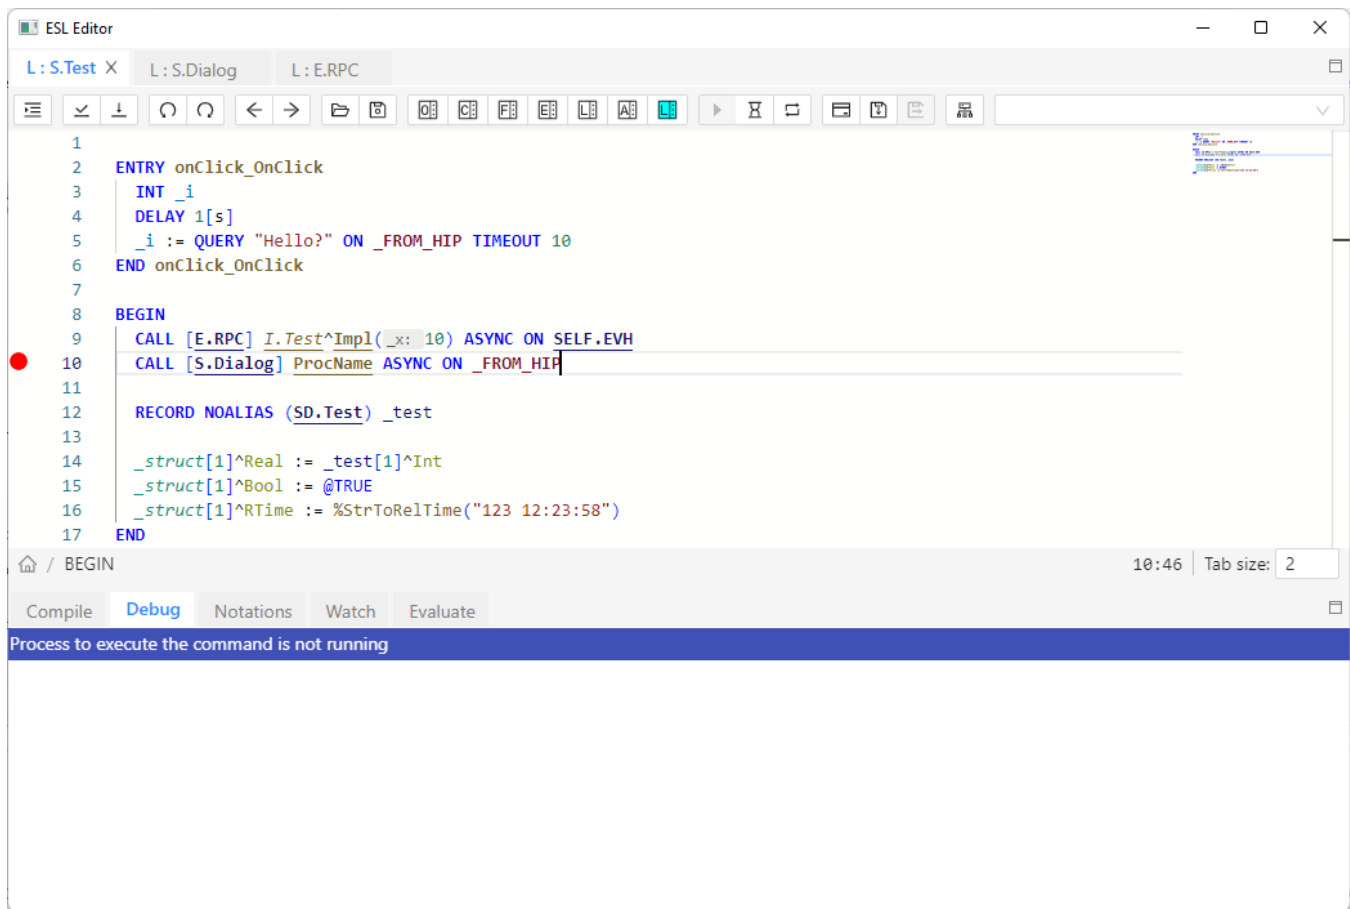 ESL Editor
L : S.Test
L : S.Dialog
L : E.RPC
O
C
F
E
L
A
L
1
2 ENTRY onClick_OnClick
3 INT _i
4 DELAY 1[s]
5 _i := QUERY "Hello?" ON _FROM_HIP TIMEOUT 10
6 END onClick_OnClick
7
8 BEGIN
9 CALL [E.RPC] I.Test^Impl( _x: 10) ASYNC ON SELF.EVH
10 CALL [S.Dialog] ProcName ASYNC ON _FROM_HIP
11
12 RECORD NOALIAS (SD.Test) _test
13
14 _struct[1]^Real := _test[1]^Int
15 _struct[1]^Bool := @TRUE
16 _struct[1]^RTime := %StrToRelTime("123 12:23:58")
17 END
/ BEGIN
10:46
Tab size: 2
Compile
Debug
Notations
Watch
Evaluate
Process to execute the command is not running